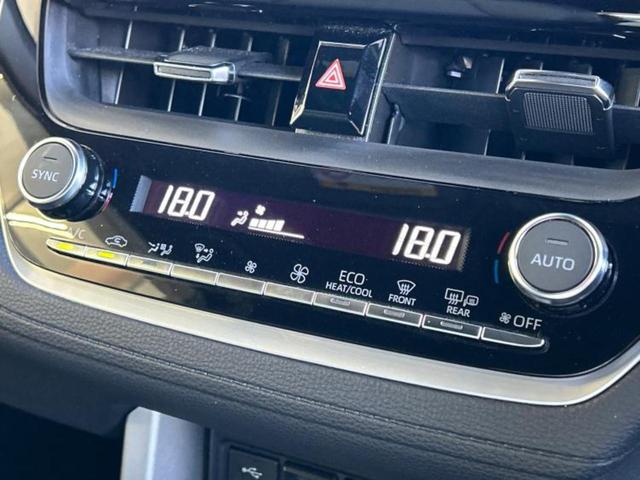 SYNC
18.0
18.0
AUTO
A/C
ECO
HEAT/COOL
FRONT
REAR
OFF